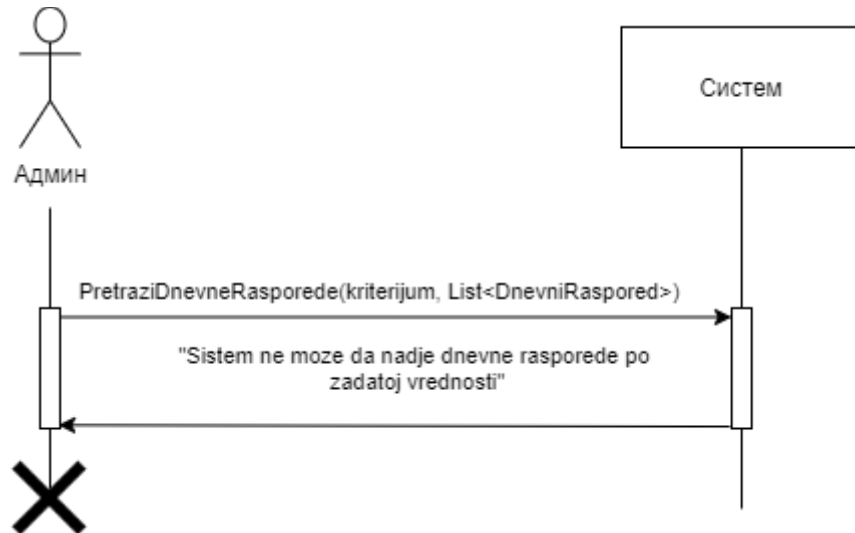 Систем
Админ
PretraziDnevneRasporede(kriterijum, List<DnevniRaspored>)
"Sistem ne moze da nadje dnevne rasporede po
zadatoj vrednosti"